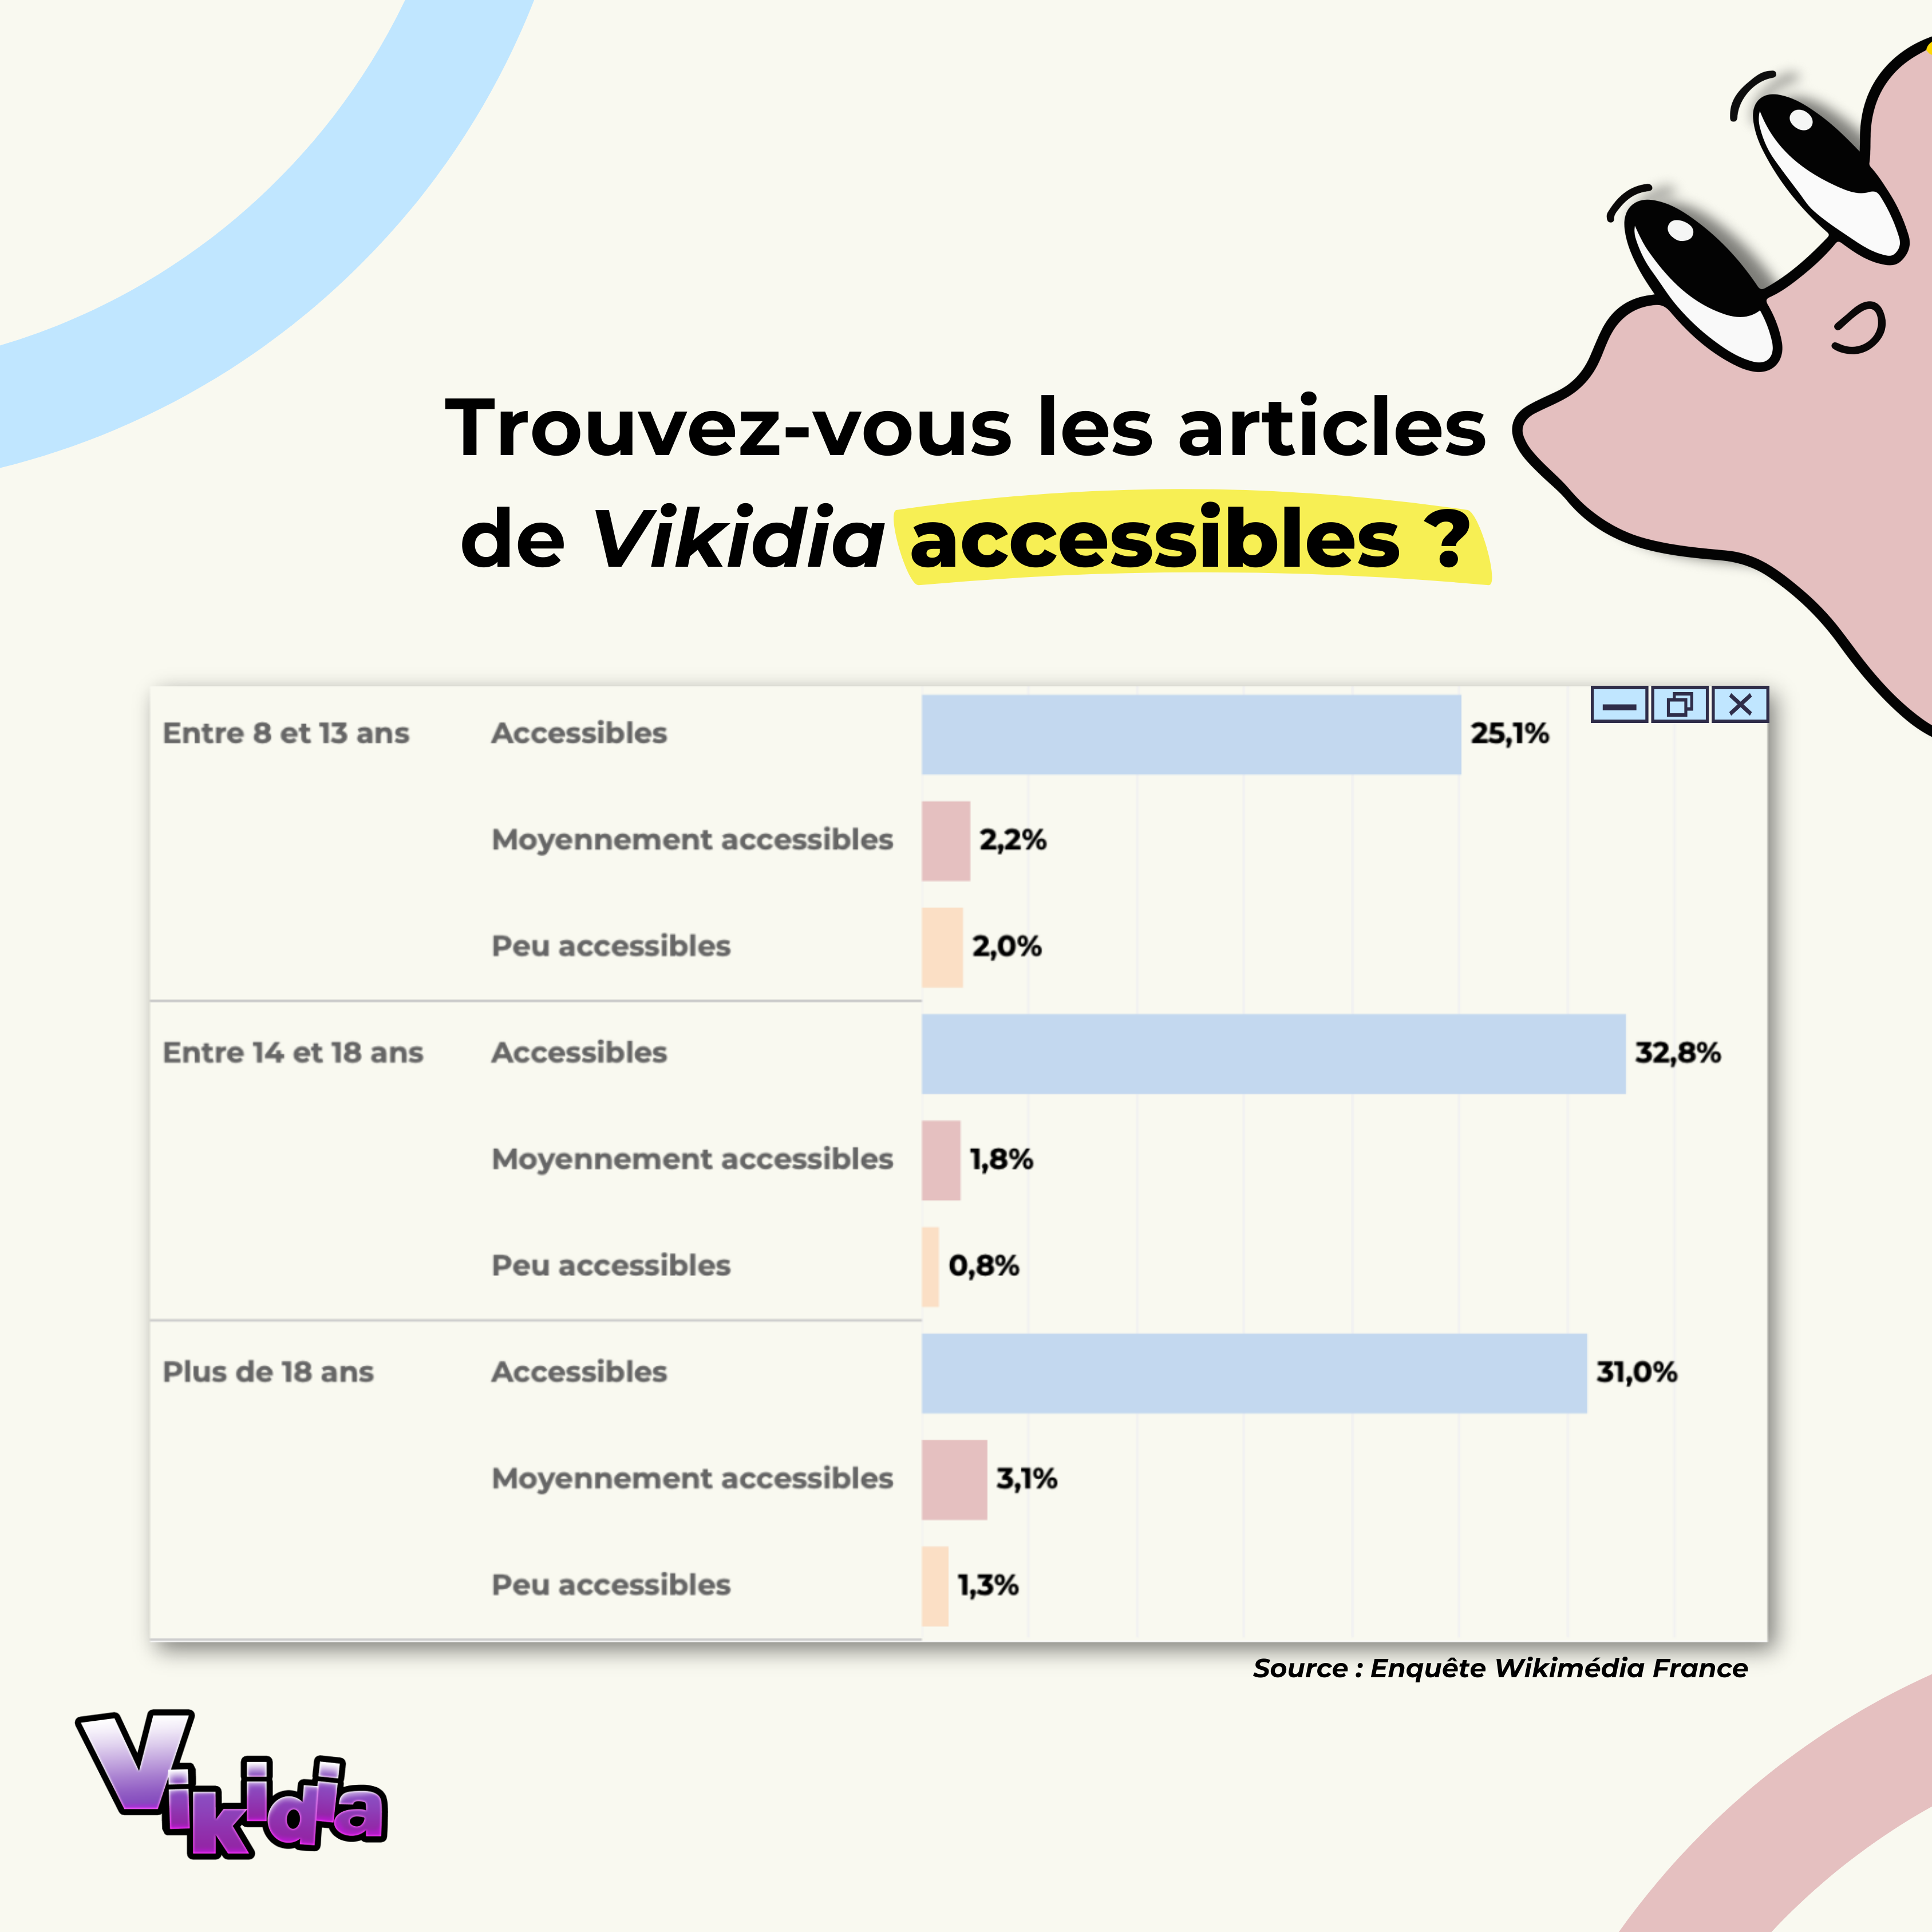 Trouvez-vous les articles
de Vikidia accessibles ?
Entre 8 et 13 ans Accessibles 25,1%
Moyennement accessibles 2,2%
Peu accessibles 2,0%
Entre 14 et 18 ans Accessibles 32,8%
Moyennement accessibles 1,8%
Peu accessibles 0,8%
Plus de 18 ans Accessibles 31,0%
Moyennement accessibles 3,1%
Peu accessibles 1,3%
Source : Enquête Wikimédia France
Vikidia